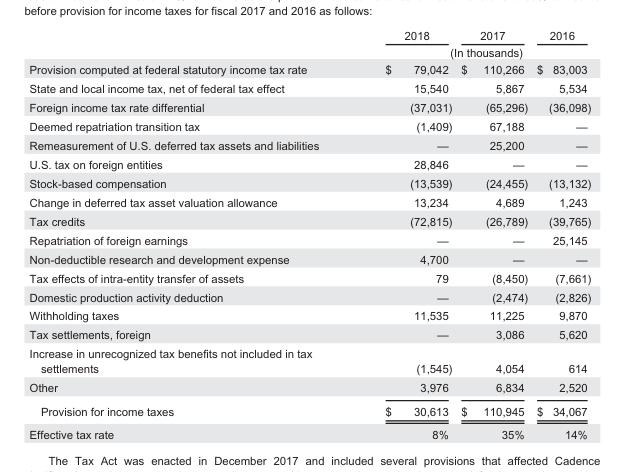 before provision for income taxes for fiscal 2017 and 2016 as follows:
2018 2017 2016
(In thousands)
Provision computed at federal statutory income tax rate $ 79,042 $ 110,266 $ 83,003
State and local income tax, net of federal tax effect 15,540 5,867 5,534
Foreign income tax rate differential (37,031) (65,296) (36,098)
Deemed repatriation transition tax (1,409) 67,188 —
Remeasurement of U.S. deferred tax assets and liabilities — 25,200 —
U.S. tax on foreign entities 28,846 — —
Stock-based compensation (13,539) (24,455) (13,132)
Change in deferred tax asset valuation allowance 13,234 4,689 1,243
Tax credits (72,815) (26,789) (39,765)
Repatriation of foreign earnings — — 25,145
Non-deductible research and development expense 4,700 — —
Tax effects of intra-entity transfer of assets 79 (8,450) (7,661)
Domestic production activity deduction — (2,474) (2,826)
Withholding taxes 11,535 11,225 9,870
Tax settlements, foreign — 3,086 5,620
Increase in unrecognized tax benefits not included in tax
settlements (1,545) 4,054 614
Other 3,976 6,834 2,520
Provision for income taxes $ 30,613 $ 110,945 $ 34,067
Effective tax rate 8% 35% 14%
The Tax Act was enacted in December 2017 and included several provisions that affected Cadence